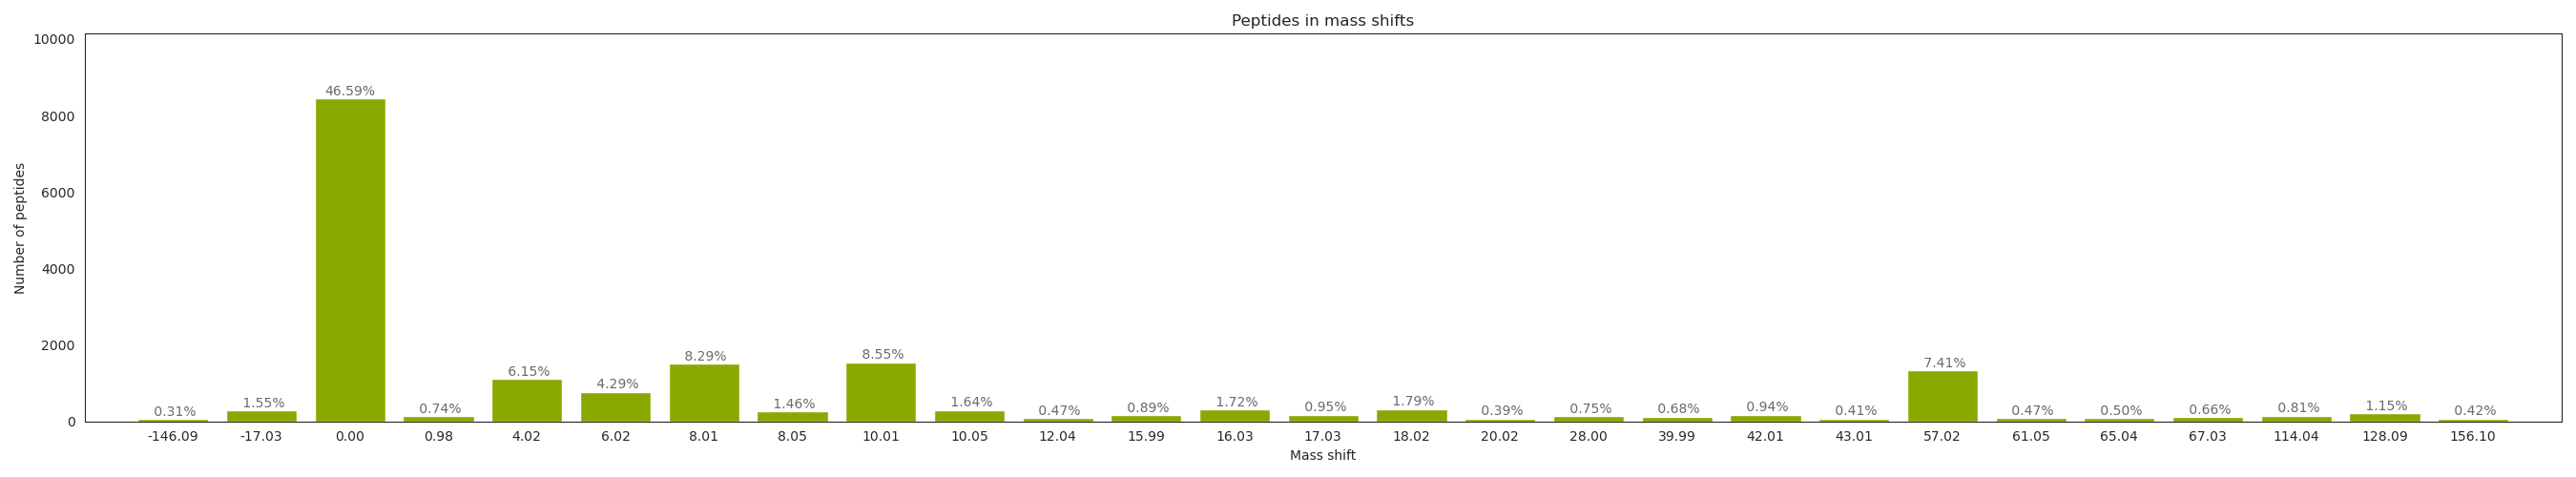 Peptides in mass shifts
Number of peptides
10000
8000
6000
4000
2000
0
0.31% 1.55% 46.59% 0.74% 6.15% 4.29% 8.29% 1.46% 8.55% 1.64% 0.47% 0.89% 1.72% 0.95% 1.79% 0.39% 0.75% 0.68% 0.94% 0.41% 7.41% 0.47% 0.50% 0.66% 0.81% 1.15% 0.42%
-146.09 -17.03 0.00 0.98 4.02 6.02 8.01 8.05 10.01 10.05 12.04 15.99 16.03 17.03 18.02 20.02 28.00 39.99 42.01 43.01 57.02 61.05 65.04 67.03 114.04 128.09 156.10
Mass shift